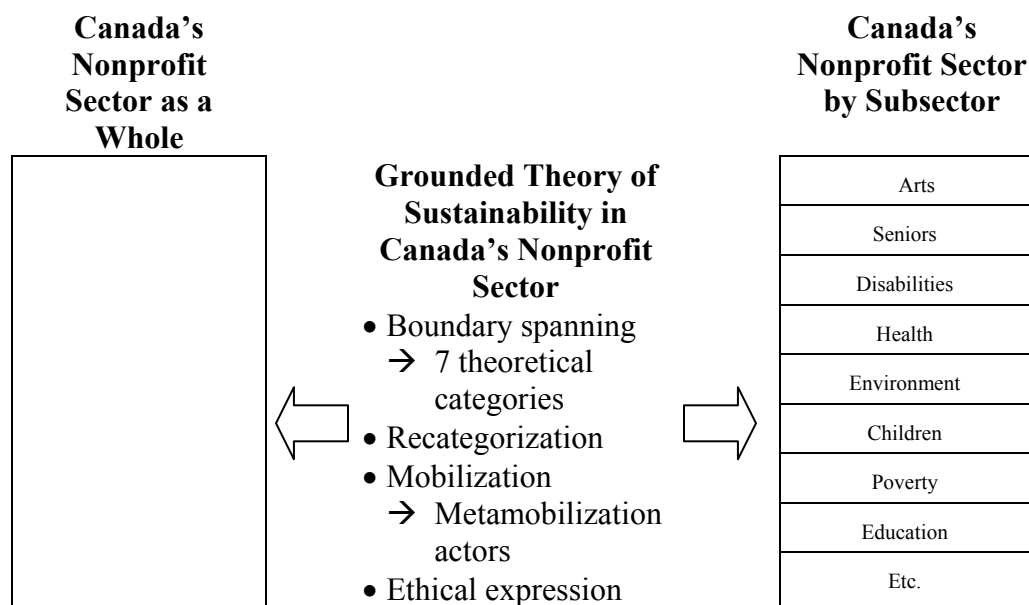 Canada's
Nonprofit
Sector as a
Whole
Grounded Theory of
Sustainability in
Canada's Nonprofit
Sector
• Boundary spanning
→ 7 theoretical
categories
• Recategorization
• Mobilization
→ Metamobilization
actors
• Ethical expression
Canada's
Nonprofit Sector
by Subsector
Arts
Seniors
Disabilities
Health
Environment
Children
Poverty
Education
Etc.